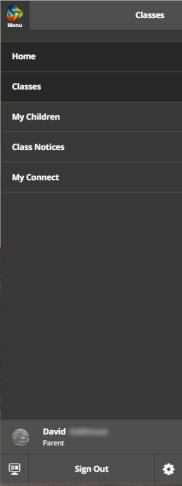 Menu
Classes
Home
Classes
My Children
Class Notices
My Connect
David
Parent
Sign Out